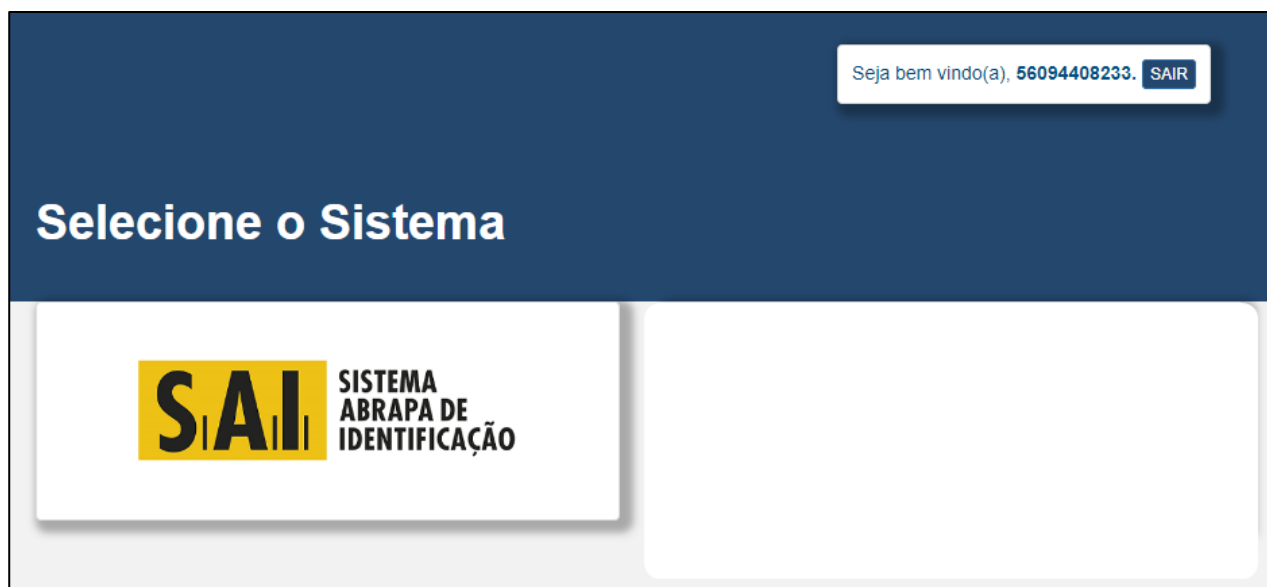 Seja bem vindo(a), 56094408233. SAIR
Selecione o Sistema
S.A.I.
SISTEMA
ABRAPA DE
IDENTIFICAÇÃO